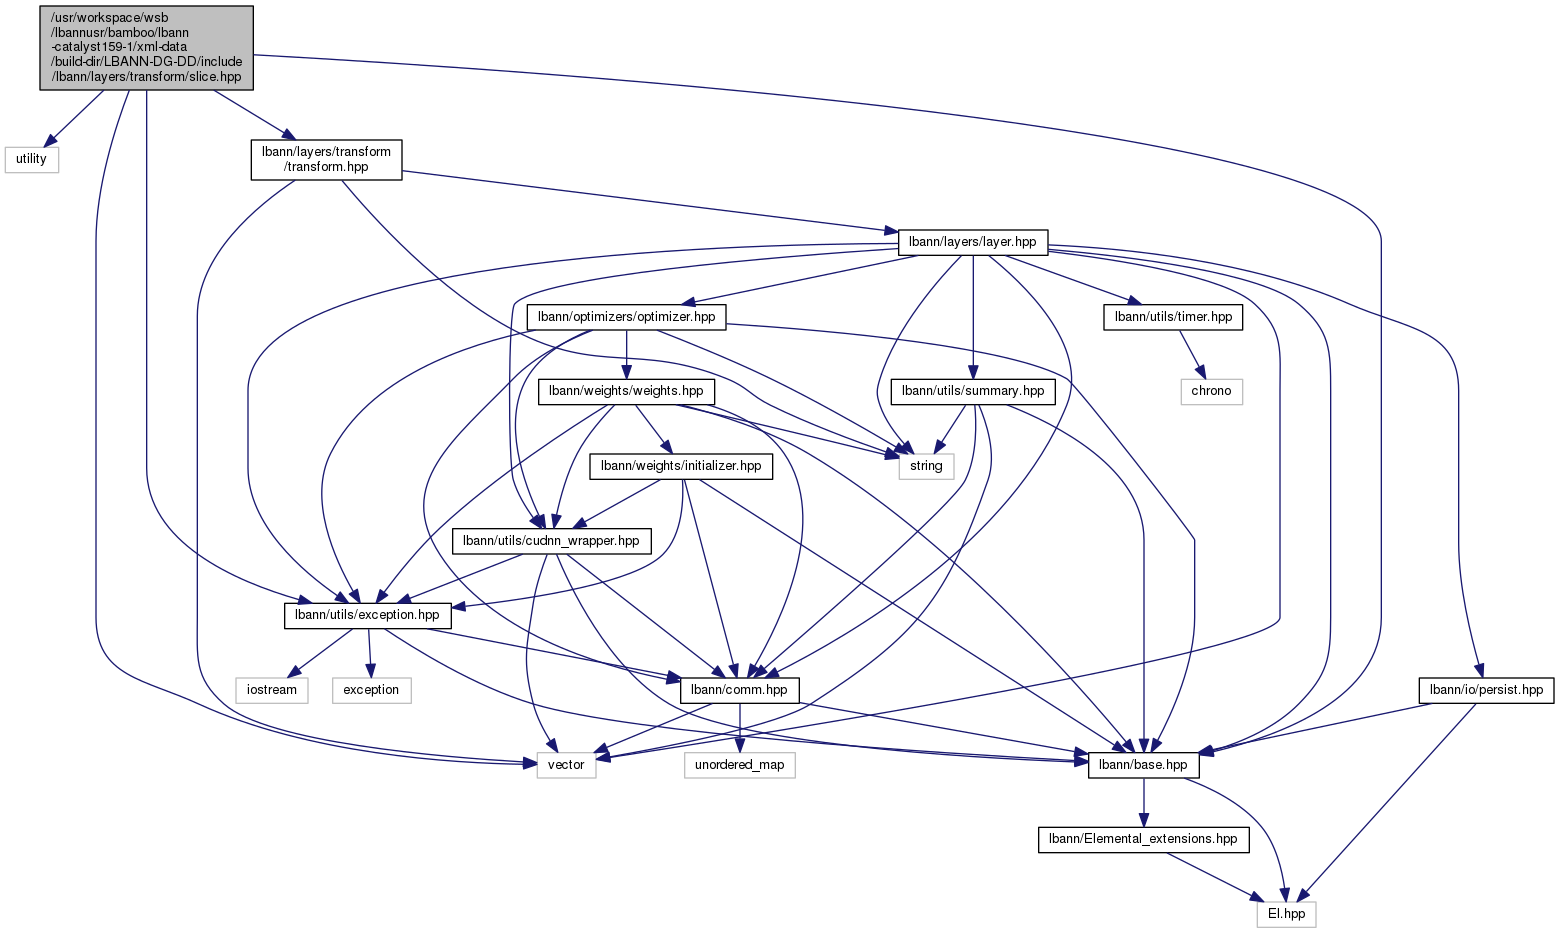 /usr/workspace/wsb
/lbannusr/bamboo/lbann
-catalyst159-1/xml-data
/build-dir/LBANN-DG-DD/include
/lbann/layers/transform/slice.hpp
utility
lbann/layers/transform
/transform.hpp
lbann/layers/layer.hpp
lbann/optimizers/optimizer.hpp
lbann/utils/timer.hpp
lbann/weights/weights.hpp
lbann/utils/summary.hpp
chrono
lbann/weights/initializer.hpp
string
lbann/utils/cudnn_wrapper.hpp
lbann/utils/exception.hpp
iostream
exception
lbann/comm.hpp
lbann/io/persist.hpp
vector
unordered_map
lbann/base.hpp
lbann/Elemental_extensions.hpp
El.hpp